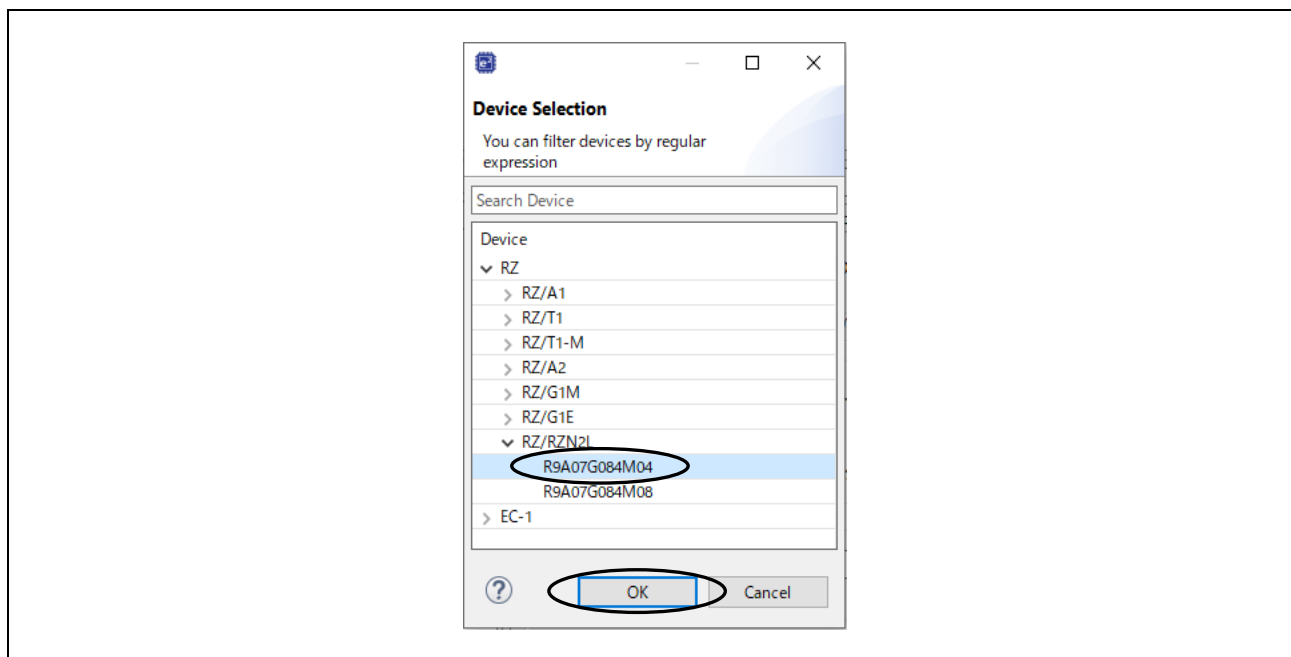 Device Selection
You can filter devices by regular
expression
Search Device
Device
RZ
RZ/A1
RZ/T1
RZ/T1-M
RZ/A2
RZ/G1M
RZ/G1E
RZ/RZN2L
R9A07G084M04
R9A07G084M08
EC-1
?
OK
Cancel